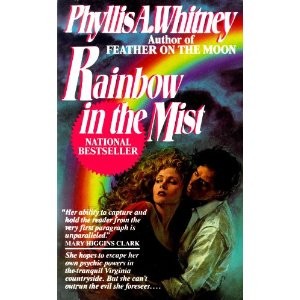 Phyllis A. Whitney
Author of
FEATHER ON THE MOON
Rainbow
in the Mist
NATIONAL
BESTSELLER
"Her ability to capture and
hold the reader from the
very first paragraph is
unparalleled."
MARY HIGGINS CLARK
She hopes to escape her
own psychic powers in
the tranquil Virginia
countryside. But she can't
outrun the evil she foresees....